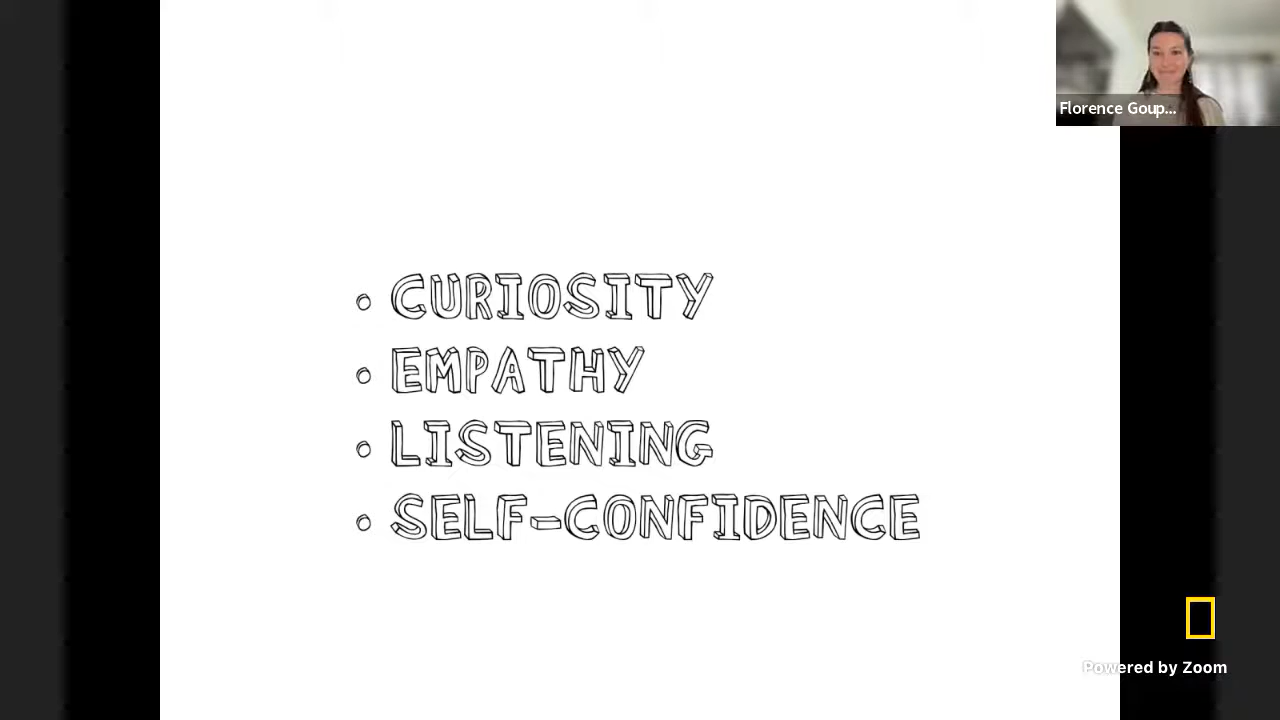 Florence Goup...
• CURIOSITY
• EMPATHY
• LISTENING
• SELF-CONFIDENCE
Powered by Zoom